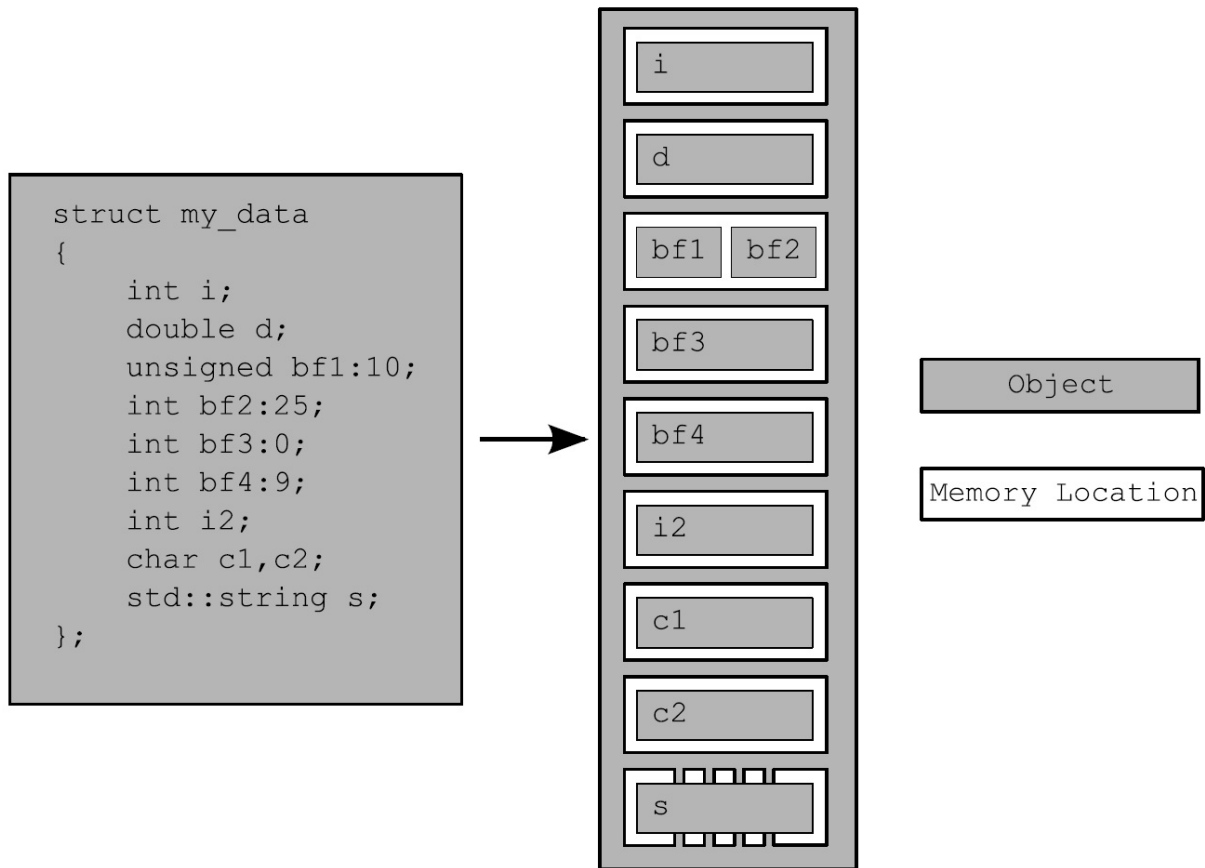 struct my_data
{
int i;
double d;
unsigned bf1:10;
int bf2:25;
int bf3:0;
int bf4:9;
int i2;
char c1,c2;
std::string s;
};
i
d
bf1 bf2
bf3
bf4
i2
c1
c2
s
Object
Memory Location